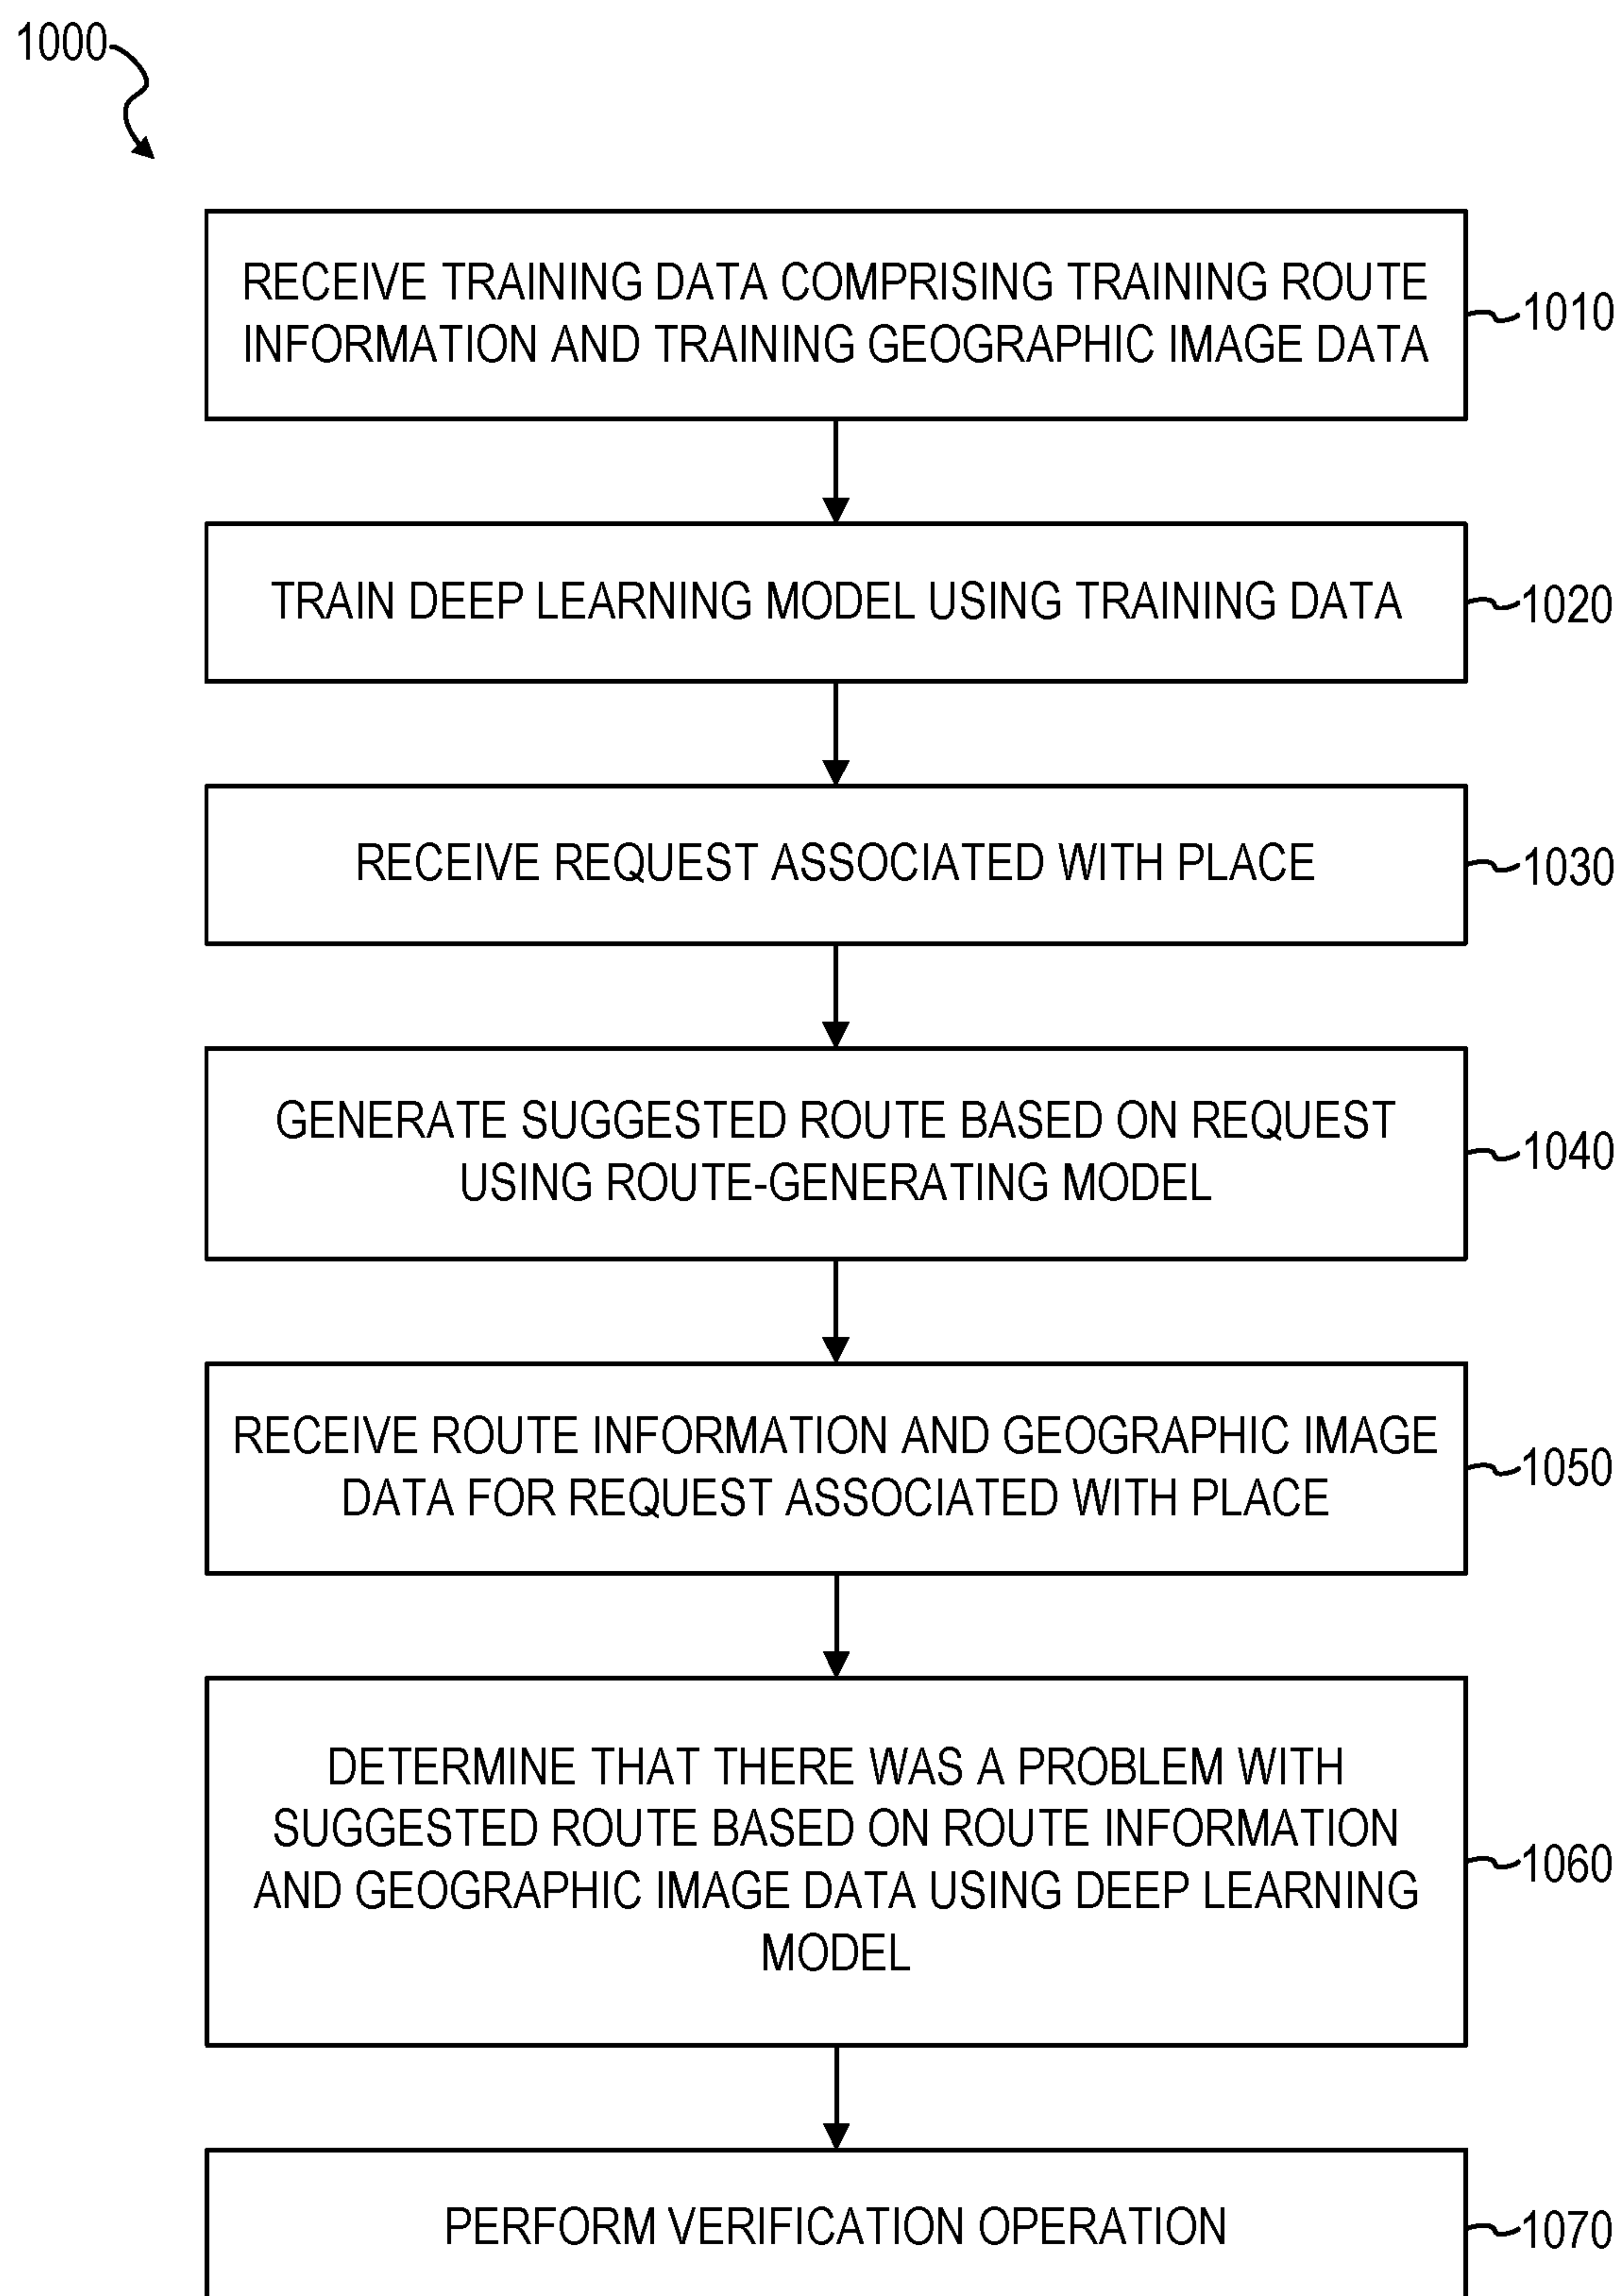 1000
RECEIVE TRAINING DATA COMPRISING TRAINING ROUTE
INFORMATION AND TRAINING GEOGRAPHIC IMAGE DATA
1010
TRAIN DEEP LEARNING MODEL USING TRAINING DATA
1020
RECEIVE REQUEST ASSOCIATED WITH PLACE
1030
GENERATE SUGGESTED ROUTE BASED ON REQUEST
USING ROUTE-GENERATING MODEL
1040
RECEIVE ROUTE INFORMATION AND GEOGRAPHIC IMAGE
DATA FOR REQUEST ASSOCIATED WITH PLACE
1050
DETERMINE THAT THERE WAS A PROBLEM WITH
SUGGESTED ROUTE BASED ON ROUTE INFORMATION
AND GEOGRAPHIC IMAGE DATA USING DEEP LEARNING
MODEL
1060
PERFORM VERIFICATION OPERATION
1070